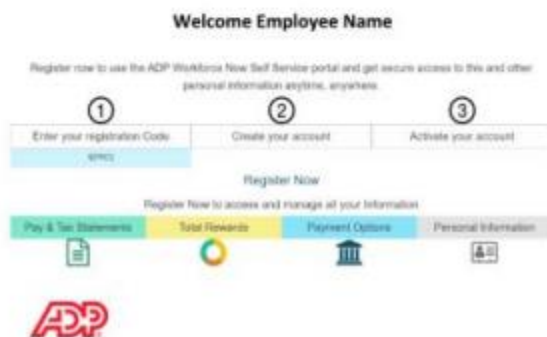 Welcome Employee Name
Register now to use the ADP Workforce Now Self Service portal and get secure access to this and other
personal information anytime, anywhere.
1 2 3
Enter your registration Code Create your account Activate your account
Register Now
Register Now to access and manage all your Information
Pay & Tax Statements Total Rewards Payment Options Personal Information
ADP